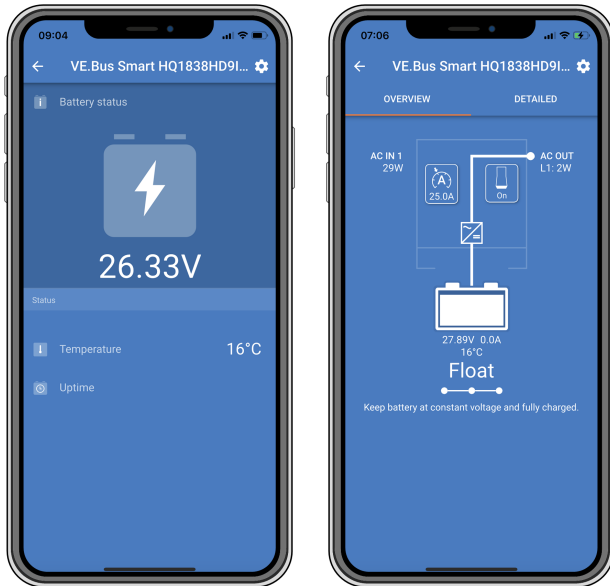 09:04
VE.Bus Smart HQ1838HD9I...
Battery status
26.33V
Status
Temperature 16°C
Uptime
07:06
VE.Bus Smart HQ1838HD9I...
OVERVIEW DETAILED
AC IN 1
29W
A
25.0A
On
AC OUT
L1: 2W
27.89V 0.0A
16°C
Float
Keep battery at constant voltage and fully charged.